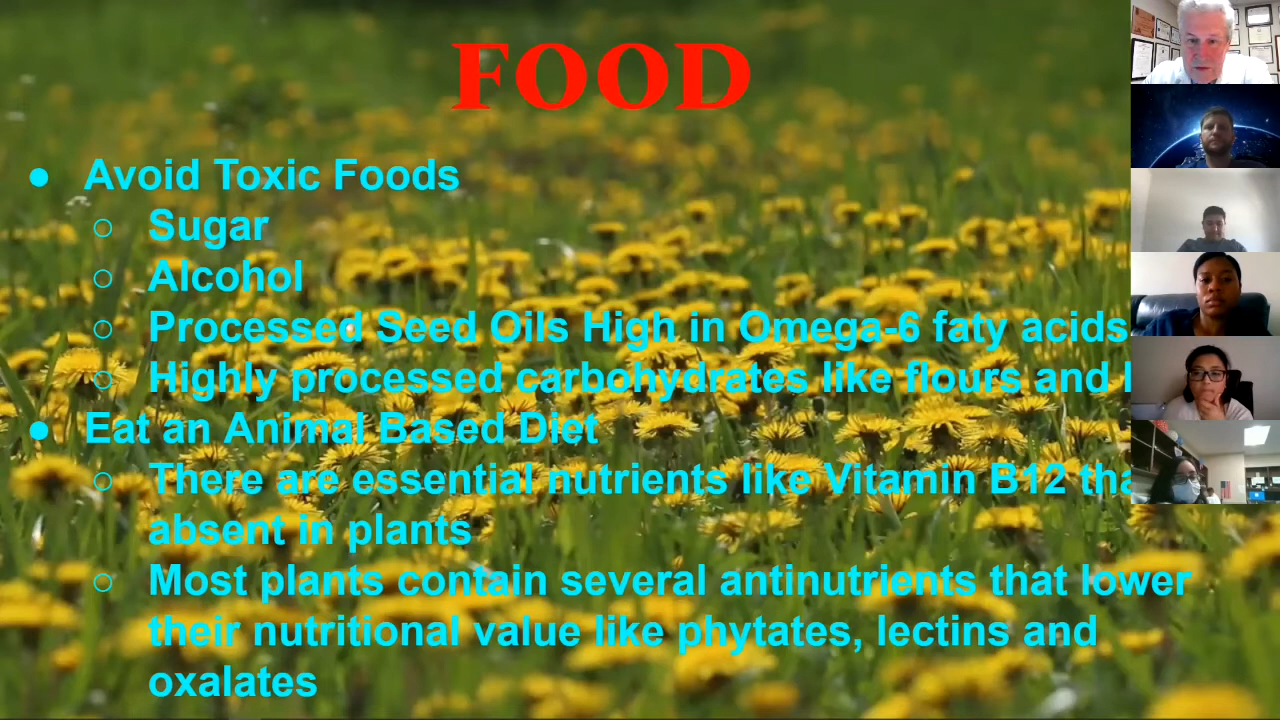 FOOD
● Avoid Toxic Foods
○ Sugar
○ Alcohol
○ Processed Seed Oils High in Omega-6 faty acids
○ Highly processed carbohydrates like flours and
● Eat an Animal Based Diet
○ There are essential nutrients like Vitamin B12
absent in plants
○ Most plants contain several antinutrients that lower
their nutritional value like phytates, lectins and
oxalates